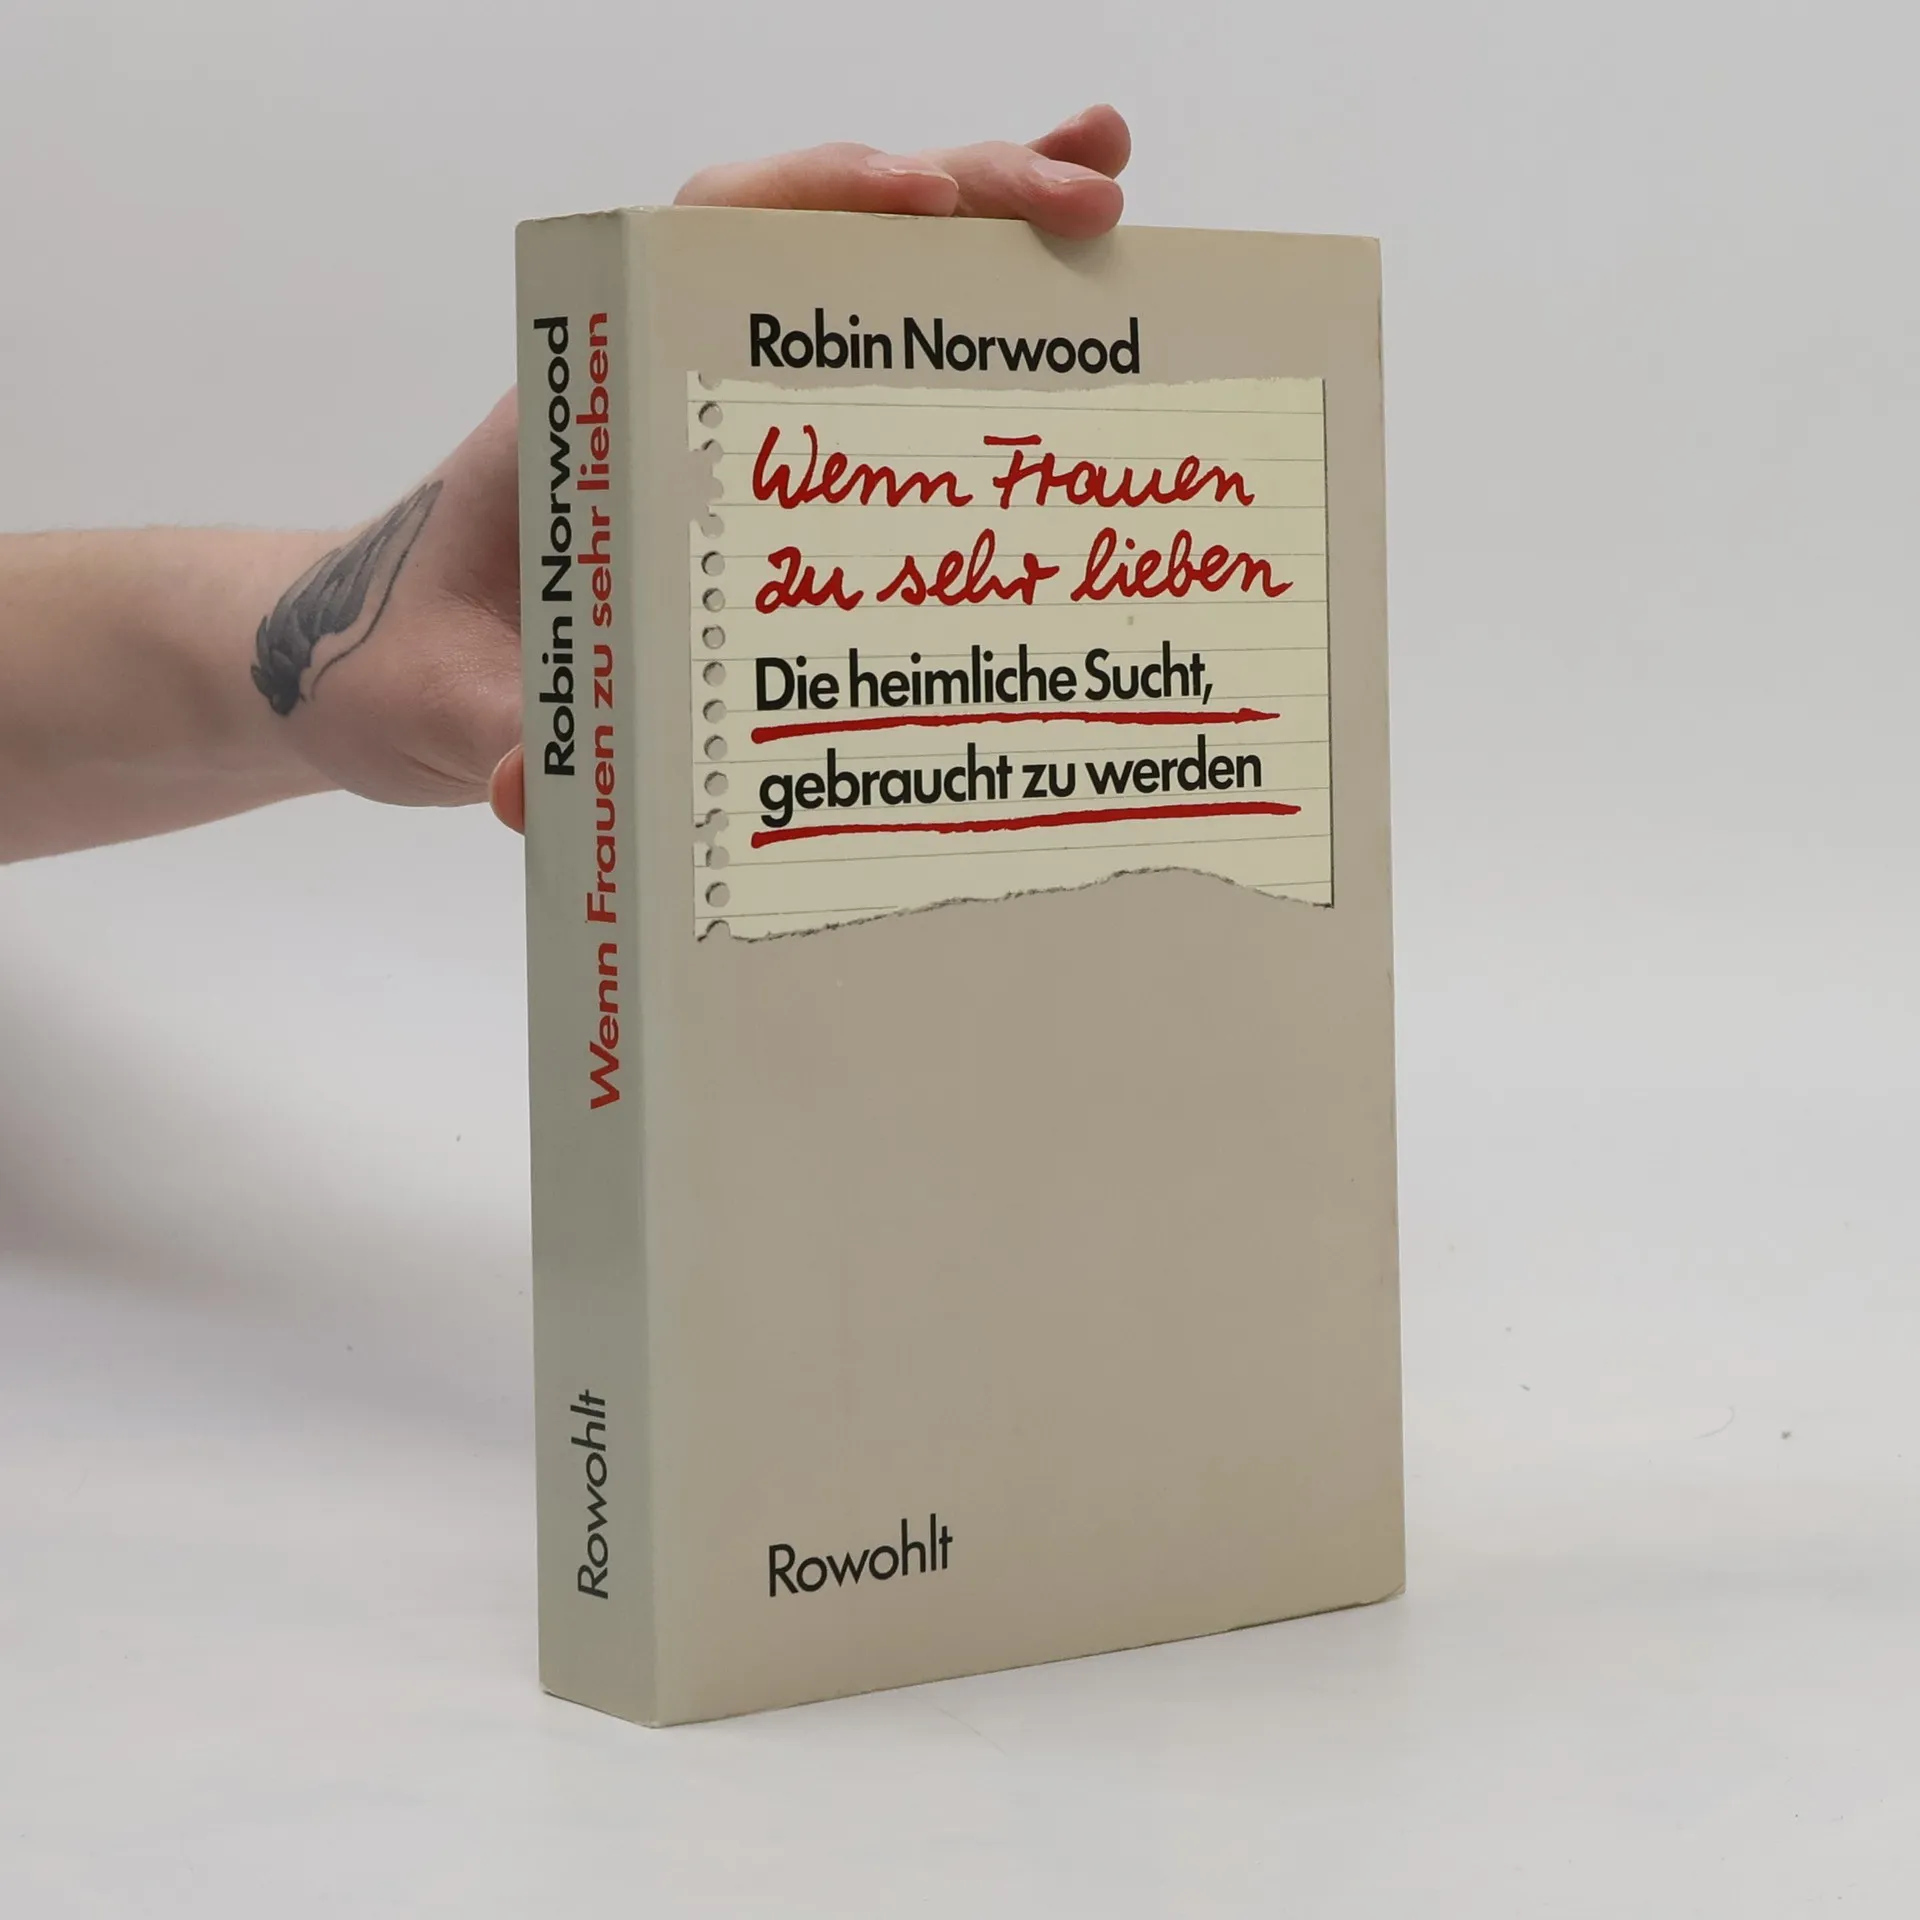 Robin Norwood
Wenn Frauen zu sehr lieben
Rowohlt
Robin Norwood
Wenn Frauen
zu sehr lieben
Die heimliche Sucht,
gebraucht zu werden
Rowohlt